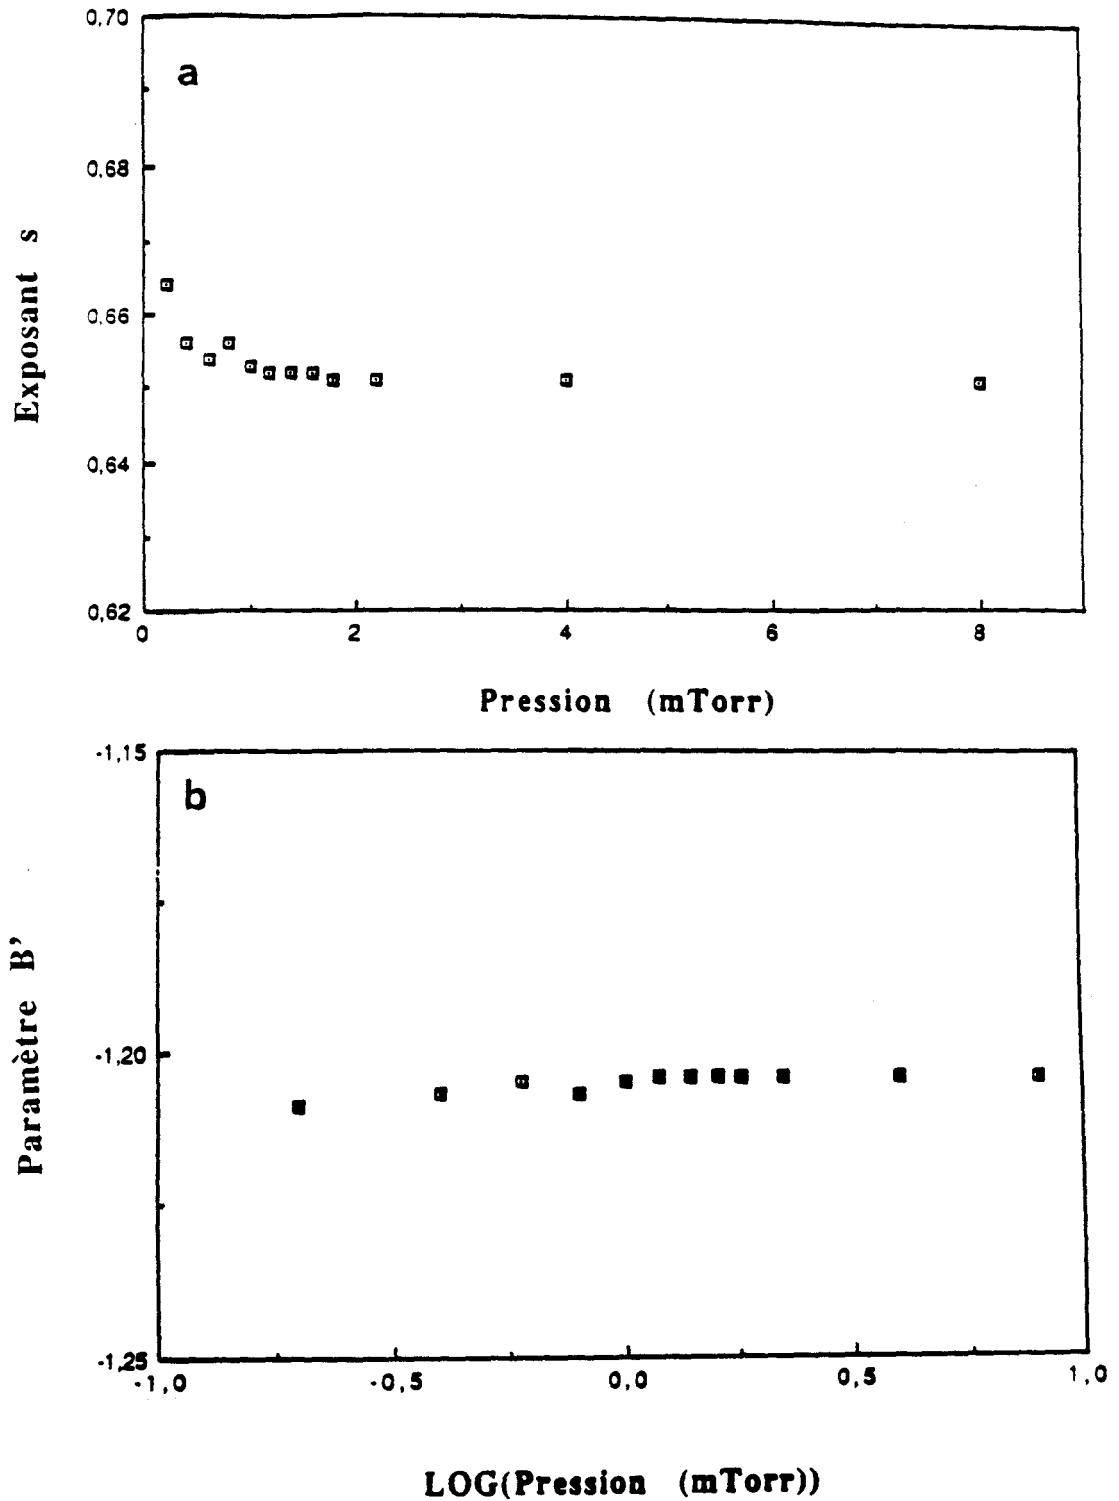 0,70
a
0,68
0,66
0,64
0,62
Exposant s
0 2 4 6 8
Pression (mTorr)
-1,15
b
-1,20
-1,25
Paramètre B'
-1,0 -0,5 0,0 0,5 1,0
LOG(Pression (mTorr))